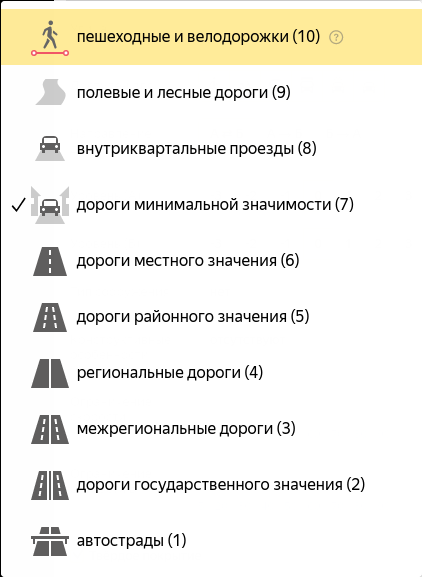 пешеходные и велодорожки (10) ?
полевые и лесные дороги (9)
внутриквартальные проезды (8)
дороги минимальной значимости (7)
дороги местного значения (6)
дороги районного значения (5)
региональные дороги (4)
межрегиональные дороги (3)
дороги государственного значения (2)
автострады (1)